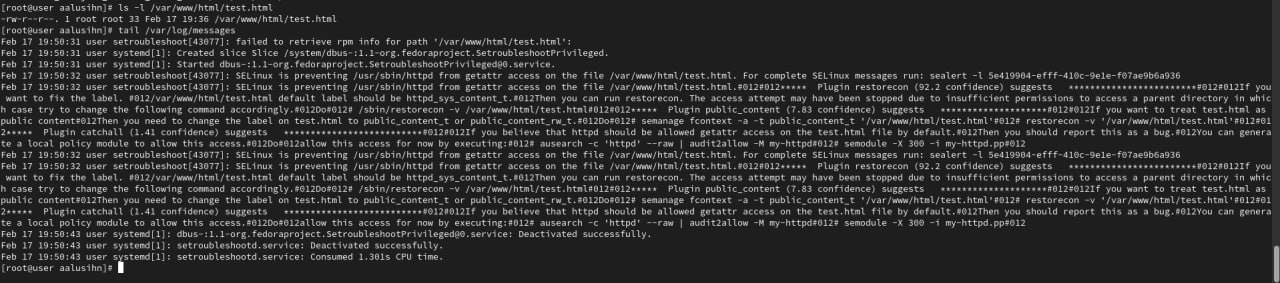 [root@user aalusihn]# ls -l /var/www/html/test.html
-rw-r--r--. 1 root root 33 Feb 17 19:36 /var/www/html/test.html
[root@user aalusihn]# tail /var/log/messages
Feb 17 19:50:31 user setroubleshoot[43077]: failed to retrieve rpm info for path '/var/www/html/test.html':
Feb 17 19:50:31 user systemd[1]: Created slice Slice /system/dbus-:1.1-org.fedoraproject.SetroubleshootPrivileged.
Feb 17 19:50:31 user systemd[1]: Started dbus-:1.1-org.fedoraproject.SetroubleshootPrivileged@0.service.
Feb 17 19:50:32 user setroubleshoot[43077]: SELinux is preventing /usr/sbin/httpd from getattr access on the file /var/www/html/test.html. For complete SELinux messages run: sealert -l 5e419904-efff-410c-9e1e-f07ae9b6a936
Feb 17 19:50:32 user setroubleshoot[43077]: SELinux is preventing /usr/sbin/httpd from getattr access on the file /var/www/html/test.html.#012#012*****  Plugin restorecon (92.2 confidence) suggests   ************************#012#012If you
 want to fix the label. #012/var/www/html/test.html default label should be httpd_sys_content_t.#012Then you can run restorecon. The access attempt may have been stopped due to insufficient permissions to access a parent directory in whic
h case try to change the following command accordingly.#012Do#012# /sbin/restorecon -v /var/www/html/test.html#012#012*****  Plugin public_content (7.83 confidence) suggests   ********************#012#012If you want to treat test.html as
 public content#012Then you need to change the label on test.html to public_content_t or public_content_rw_t.#012Do#012# semanage fcontext -a -t public_content_t '/var/www/html/test.html'#012# restorecon -v '/var/www/html/test.html'#012#01
2*****  Plugin catchall (1.41 confidence) suggests   **************************#012#012If you believe that httpd should be allowed getattr access on the test.html file by default.#012Then you should report this as a bug.#012You can genera
te a local policy module to allow this access.#012Do#012allow this access for now by executing:#012# ausearch -c 'httpd' --raw | audit2allow -M my-httpd#012# semodule -X 300 -i my-httpd.pp#012
Feb 17 19:50:32 user setroubleshoot[43077]: SELinux is preventing /usr/sbin/httpd from getattr access on the file /var/www/html/test.html. For complete SELinux messages run: sealert -l 5e419904-efff-410c-9e1e-f07ae9b6a936
Feb 17 19:50:32 user setroubleshoot[43077]: SELinux is preventing /usr/sbin/httpd from getattr access on the file /var/www/html/test.html.#012#012*****  Plugin restorecon (92.2 confidence) suggests   ************************#012#012If you
 want to fix the label. #012/var/www/html/test.html default label should be httpd_sys_content_t.#012Then you can run restorecon. The access attempt may have been stopped due to insufficient permissions to access a parent directory in whic
h case try to change the following command accordingly.#012Do#012# /sbin/restorecon -v /var/www/html/test.html#012#012*****  Plugin public_content (7.83 confidence) suggests   ********************#012#012If you want to treat test.html as
 public content#012Then you need to change the label on test.html to public_content_t or public_content_rw_t.#012Do#012# semanage fcontext -a -t public_content_t '/var/www/html/test.html'#012# restorecon -v '/var/www/html/test.html'#012#01
2*****  Plugin catchall (1.41 confidence) suggests   **************************#012#012If you believe that httpd should be allowed getattr access on the test.html file by default.#012Then you should report this as a bug.#012You can genera
te a local policy module to allow this access.#012Do#012allow this access for now by executing:#012# ausearch -c 'httpd' --raw | audit2allow -M my-httpd#012# semodule -X 300 -i my-httpd.pp#012
Feb 17 19:50:43 user systemd[1]: dbus-:1.1-org.fedoraproject.SetroubleshootPrivileged@0.service: Deactivated successfully.
Feb 17 19:50:43 user systemd[1]: setroubleshootd.service: Deactivated successfully.
Feb 17 19:50:43 user systemd[1]: setroubleshootd.service: Consumed 1.301s CPU time.
[root@user aalusihn]#